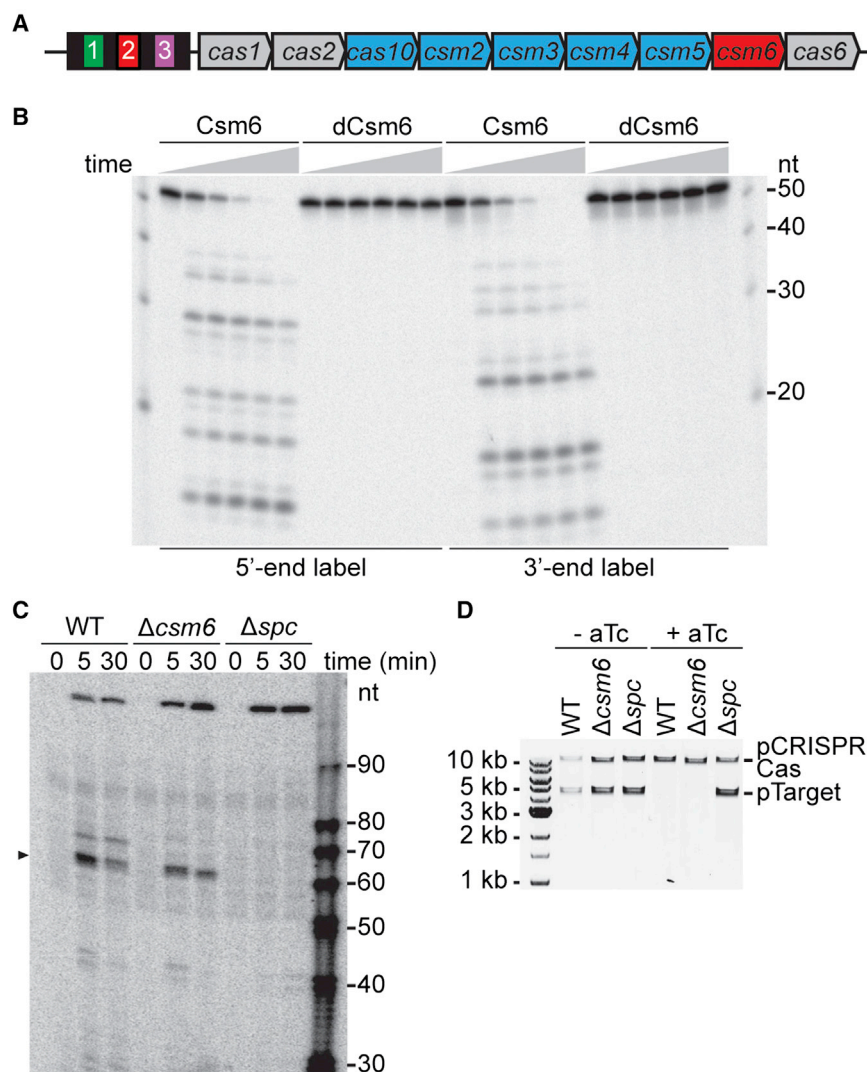 A
1 2 3 cas1 cas2 cas10 csm2 csm3 csm4 csm5 csm6 cas6
B
Csm6 dCsm6 Csm6 dCsm6
time nt
-50
-40
-30
-20
5'-end label 3'-end label
C
WT Δcsm6 Δspc
0 5 30 0 5 30 0 5 30 time (min)
nt
-90
-80
-70
-60
-50
-40
-30
D
- aTc + aTc
WT Δcsm6 Δspc WT Δcsm6 Δspc
10 kb - pCRISPR
Cas
5 kb - pTarget
3 kb -
2 kb -
1 kb -